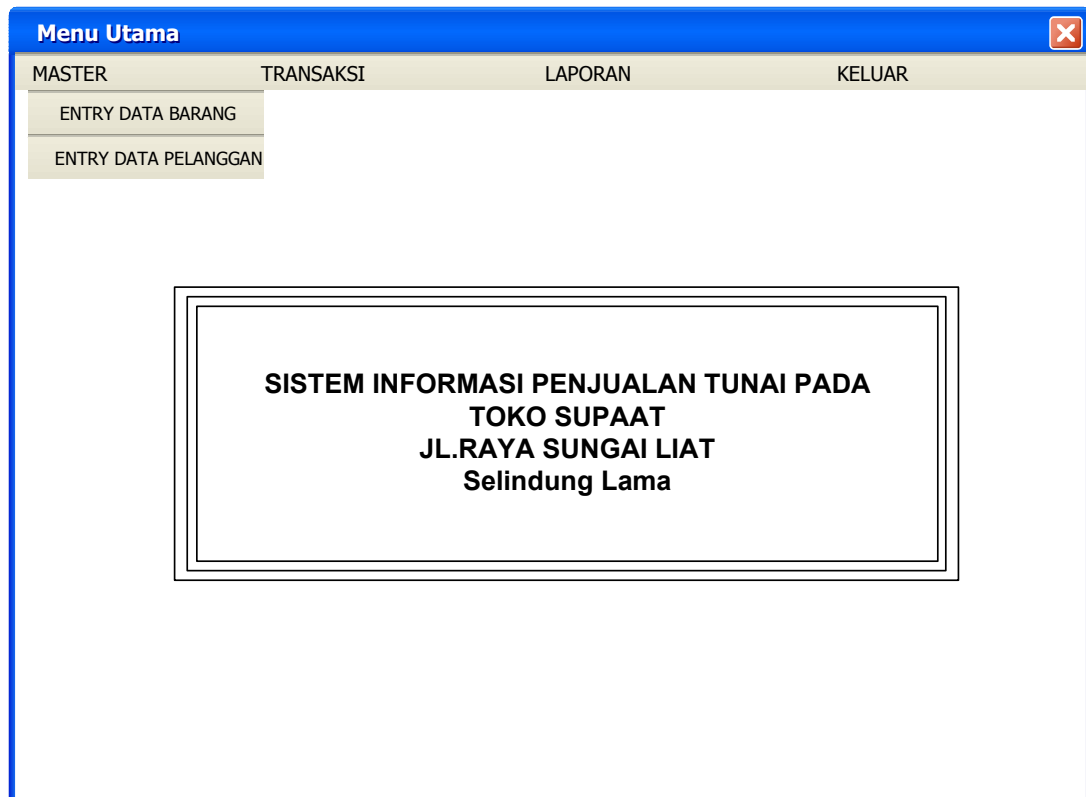 Menu Utama
MASTER TRANSAKSI LAPORAN KELUAR
ENTRY DATA BARANG
ENTRY DATA PELANGGAN
SISTEM INFORMASI PENJUALAN TUNAI PADA
TOKO SUPAAT
JL.RAYA SUNGAI LIAT
Selindung Lama